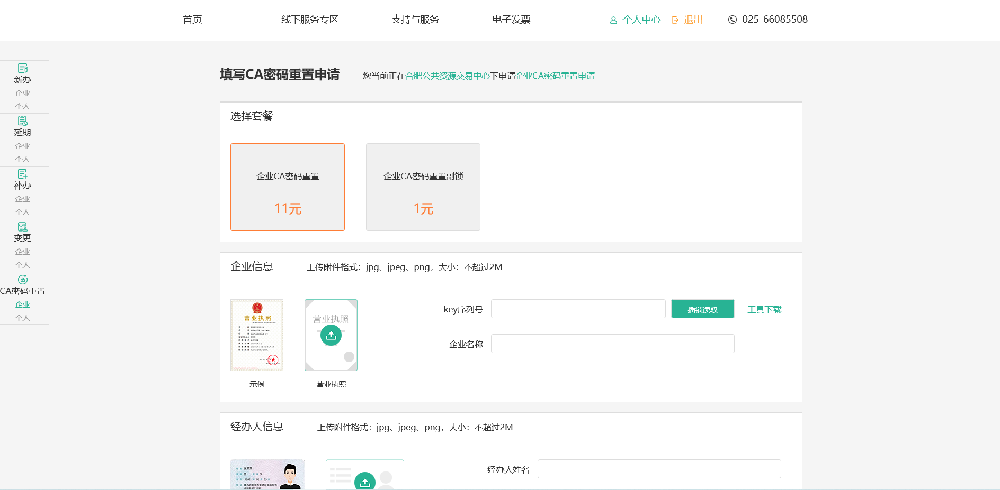 首页 线下服务专区 支持与服务 电子发票 个人中心 退出 025-66085508
新办
企业
个人
延期
企业
个人
补办
企业
个人
变更
企业
个人
CA密码重置
企业
个人
填写CA密码重置申请 您当前正在合肥公共资源交易中心下申请企业CA密码重置申请
选择套餐
企业CA密码重置
11元
企业CA密码重置副锁
1元
企业信息 上传附件格式：jpg、jpeg、png，大小：不超过2M
营业执照
示例
营业执照
营业执照
key序列号 插锁读取 工具下载
企业名称
经办人信息 上传附件格式：jpg、jpeg、png，大小：不超过2M
张某某
1992 年 02 月 05 日
经办人姓名